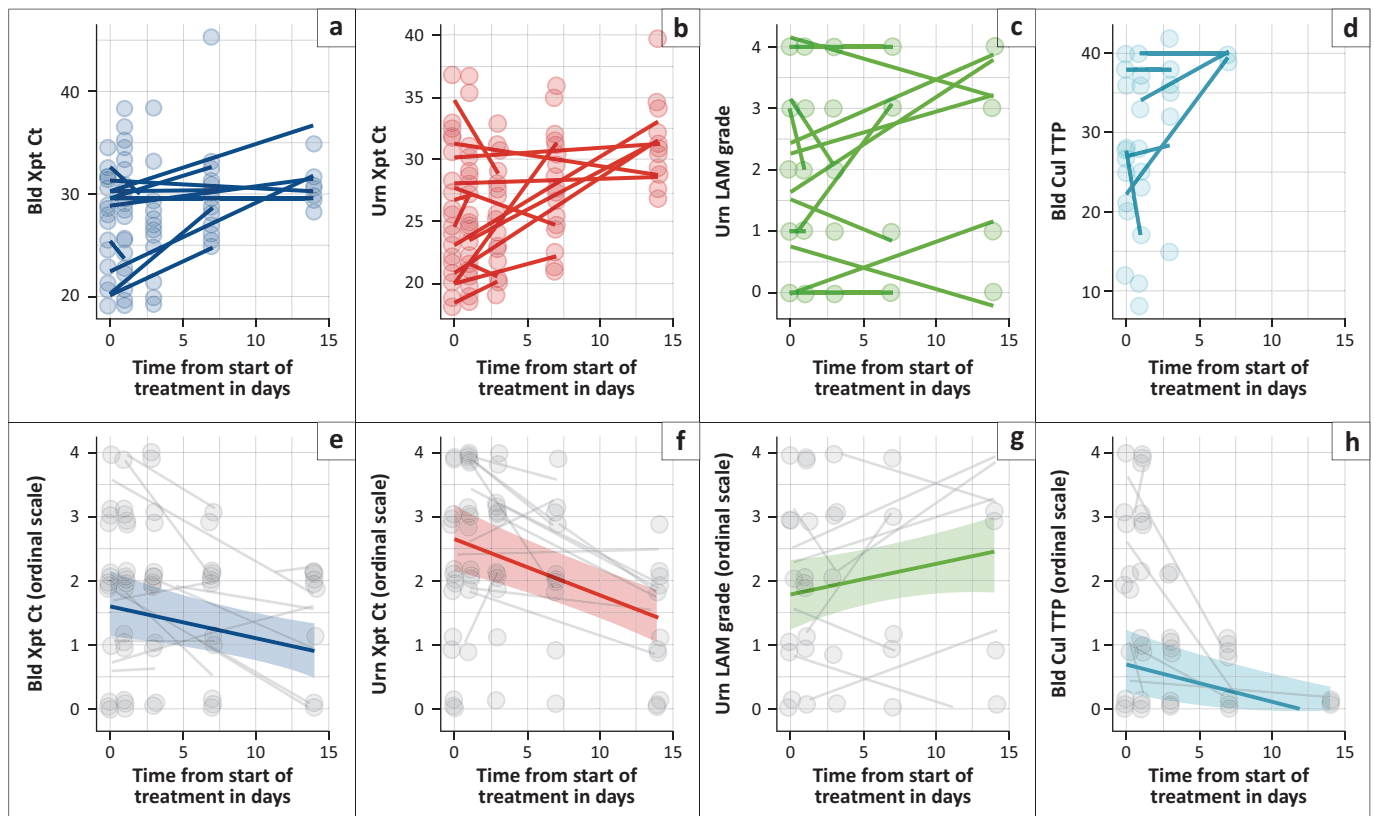 a
Bld Xpt Ct
40
30
20
0 5 10 15
Time from start of
treatment in days
b
Urn Xpt Ct
40
35
30
25
20
0 5 10 15
Time from start of
treatment in days
c
Urn LAM grade
4
3
2
1
0
0 5 10 15
Time from start of
treatment in days
d
Bld Cul TTP
40
30
20
10
0 5 10 15
Time from start of
treatment in days
e
Bld Xpt Ct (ordinal scale)
4
3
2
1
0
0 5 10 15
Time from start of
treatment in days
f
Urn Xpt Ct (ordinal scale)
4
3
2
1
0
0 5 10 15
Time from start of
treatment in days
g
Urn LAM grade (ordinal scale)
4
3
2
1
0
0 5 10 15
Time from start of
treatment in days
h
Bld Cul TTP (ordinal scale)
4
3
2
1
0
0 5 10 15
Time from start of
treatment in days